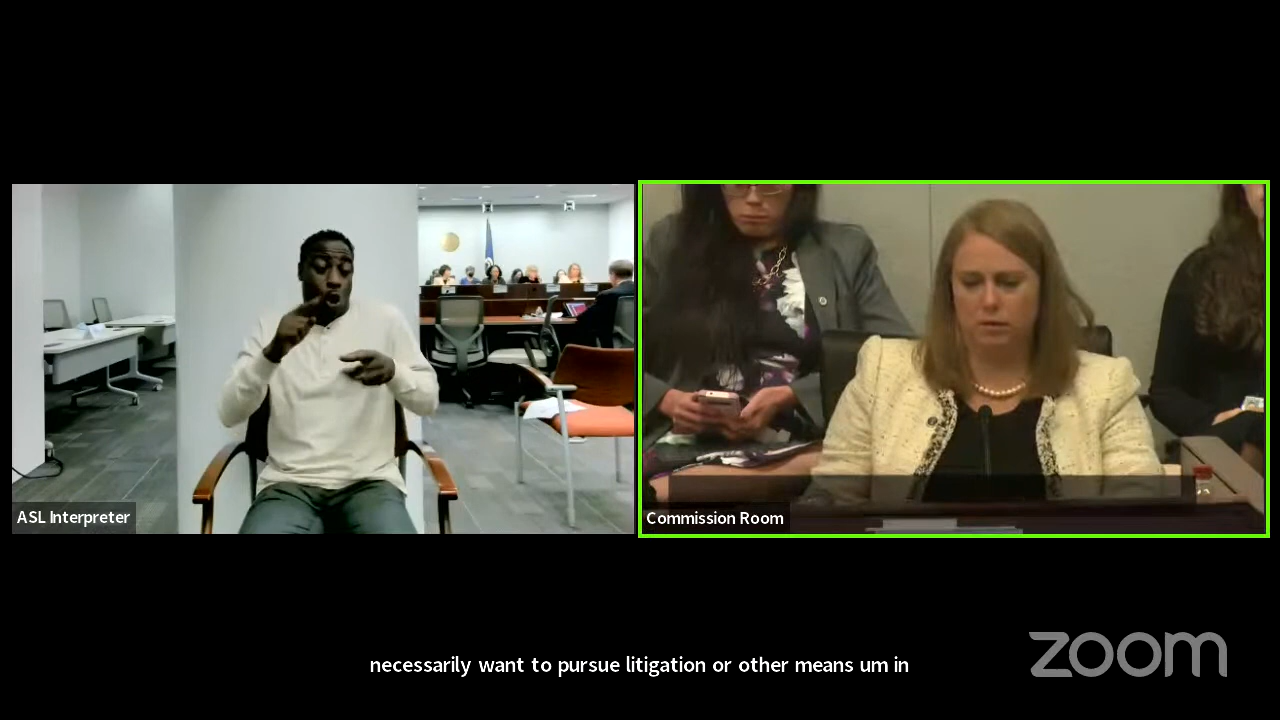 ASL Interpreter
Commission Room
necessarily want to pursue litigation or other means um in
zoom